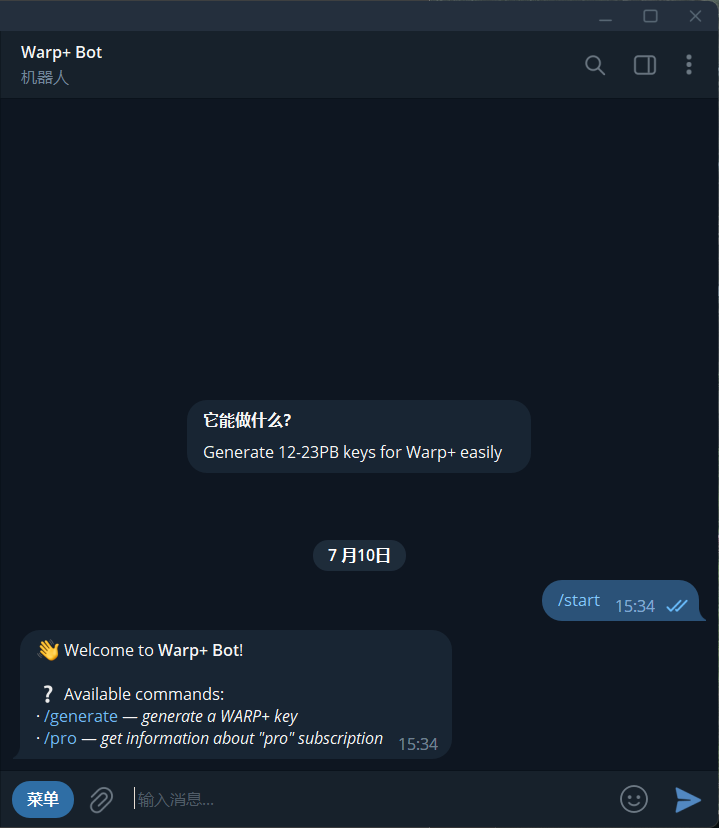 Warp+ Bot
机器人
它能做什么?
Generate 12-23PB keys for Warp+ easily
7 月10日
/start 15:34
👋 Welcome to Warp+ Bot!
❔ Available commands:
· /generate — generate a WARP+ key
· /pro — get information about "pro" subscription 15:34
菜单 输入消息...